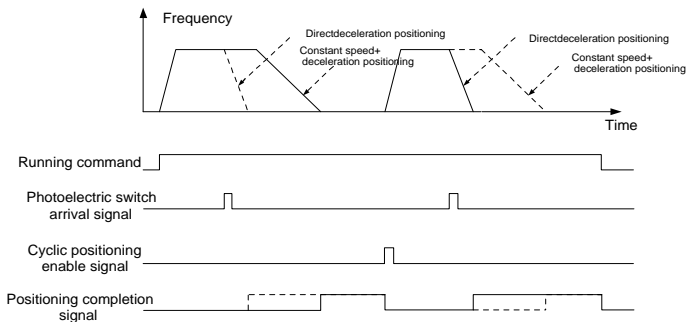 Frequency
Directdeceleration positioning
Constant speed+
deceleration positioning
Directdeceleration positioning
Constant speed+
deceleration positioning
Time
Running command
Photoelectric switch
arrival signal
Cyclic positioning
enable signal
Positioning completion
signal